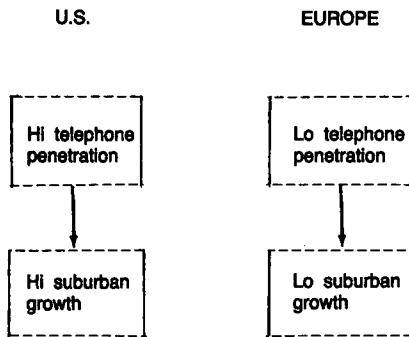 U.S.
EUROPE
Hi telephone
penetration
Lo telephone
penetration
Hi suburban
growth
Lo suburban
growth